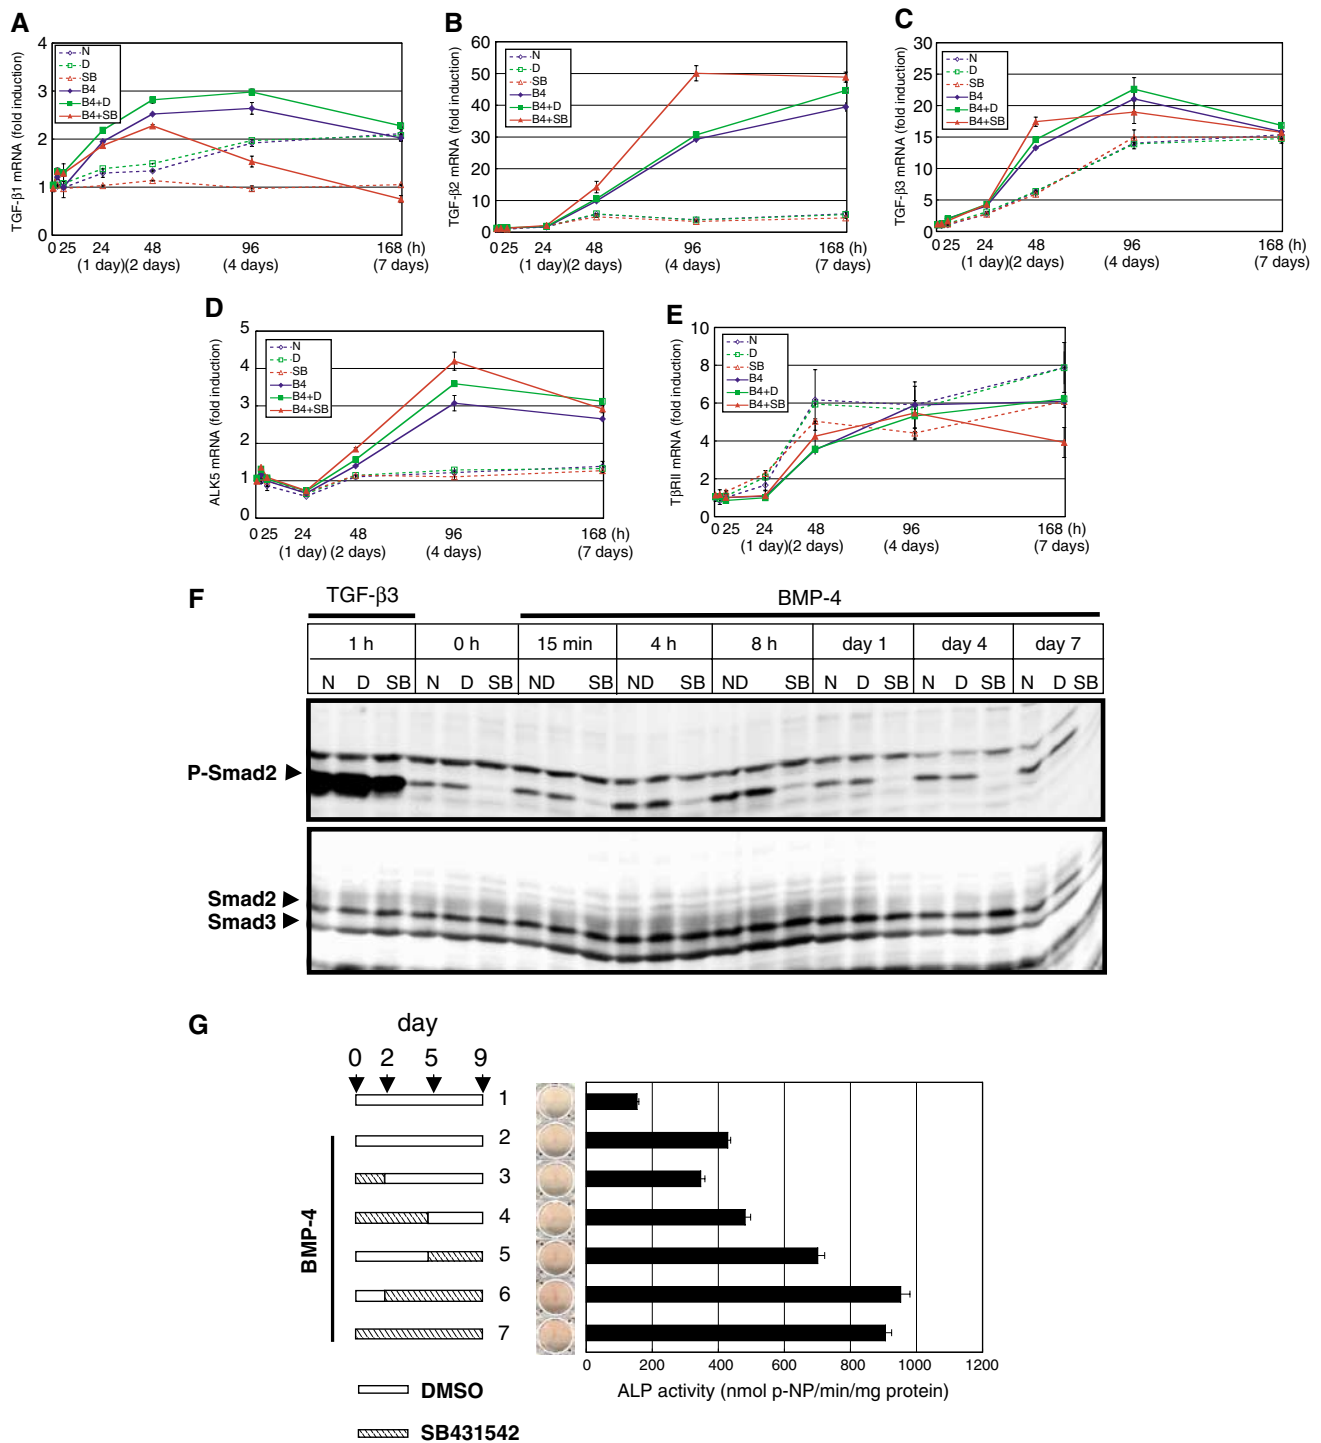 A
TGF-β1 mRNA (fold induction)
4
3
2
1
0
N
D
SB
B4
B4+D
B4+SB
0 25 24 48 96 168 (h)
(1 day)(2 days) (4 days) (7 days)
B
TGF-β2 mRNA (fold induction)
60
50
40
30
20
10
0
N
D
SB
B4
B4+D
B4+SB
0 25 24 48 96 168 (h)
(1 day)(2 days) (4 days) (7 days)
C
TGF-β3 mRNA (fold induction)
30
25
20
15
10
5
0
N
D
SB
B4
B4+D
B4+SB
0 25 24 48 96 168 (h)
(1 day)(2 days) (4 days) (7 days)
D
ALK5 mRNA (fold induction)
5
4
3
2
1
0
N
D
SB
B4
B4+D
B4+SB
0 25 24 48 96 168 (h)
(1 day) (2 days) (4 days) (7 days)
E
TβRII mRNA (fold induction)
10
8
6
4
2
0
N
D
SB
B4
B4+D
B4+SB
0 25 24 48 96 168 (h)
(1 day)(2 days) (4 days) (7 days)
F
TGF-β3 BMP-4
1 h 0 h 15 min 4 h 8 h day 1 day 4 day 7
N D SB N D SB ND SB ND SB ND SB N D SB N D SB N D SB
P-Smad2
Smad2
Smad3
G
day
0 2 5 9
BMP-4
1
2
3
4
5
6
7
0 200 400 600 800 1000 1200
ALP activity (nmol p-NP/min/mg protein)
DMSO
SB431542